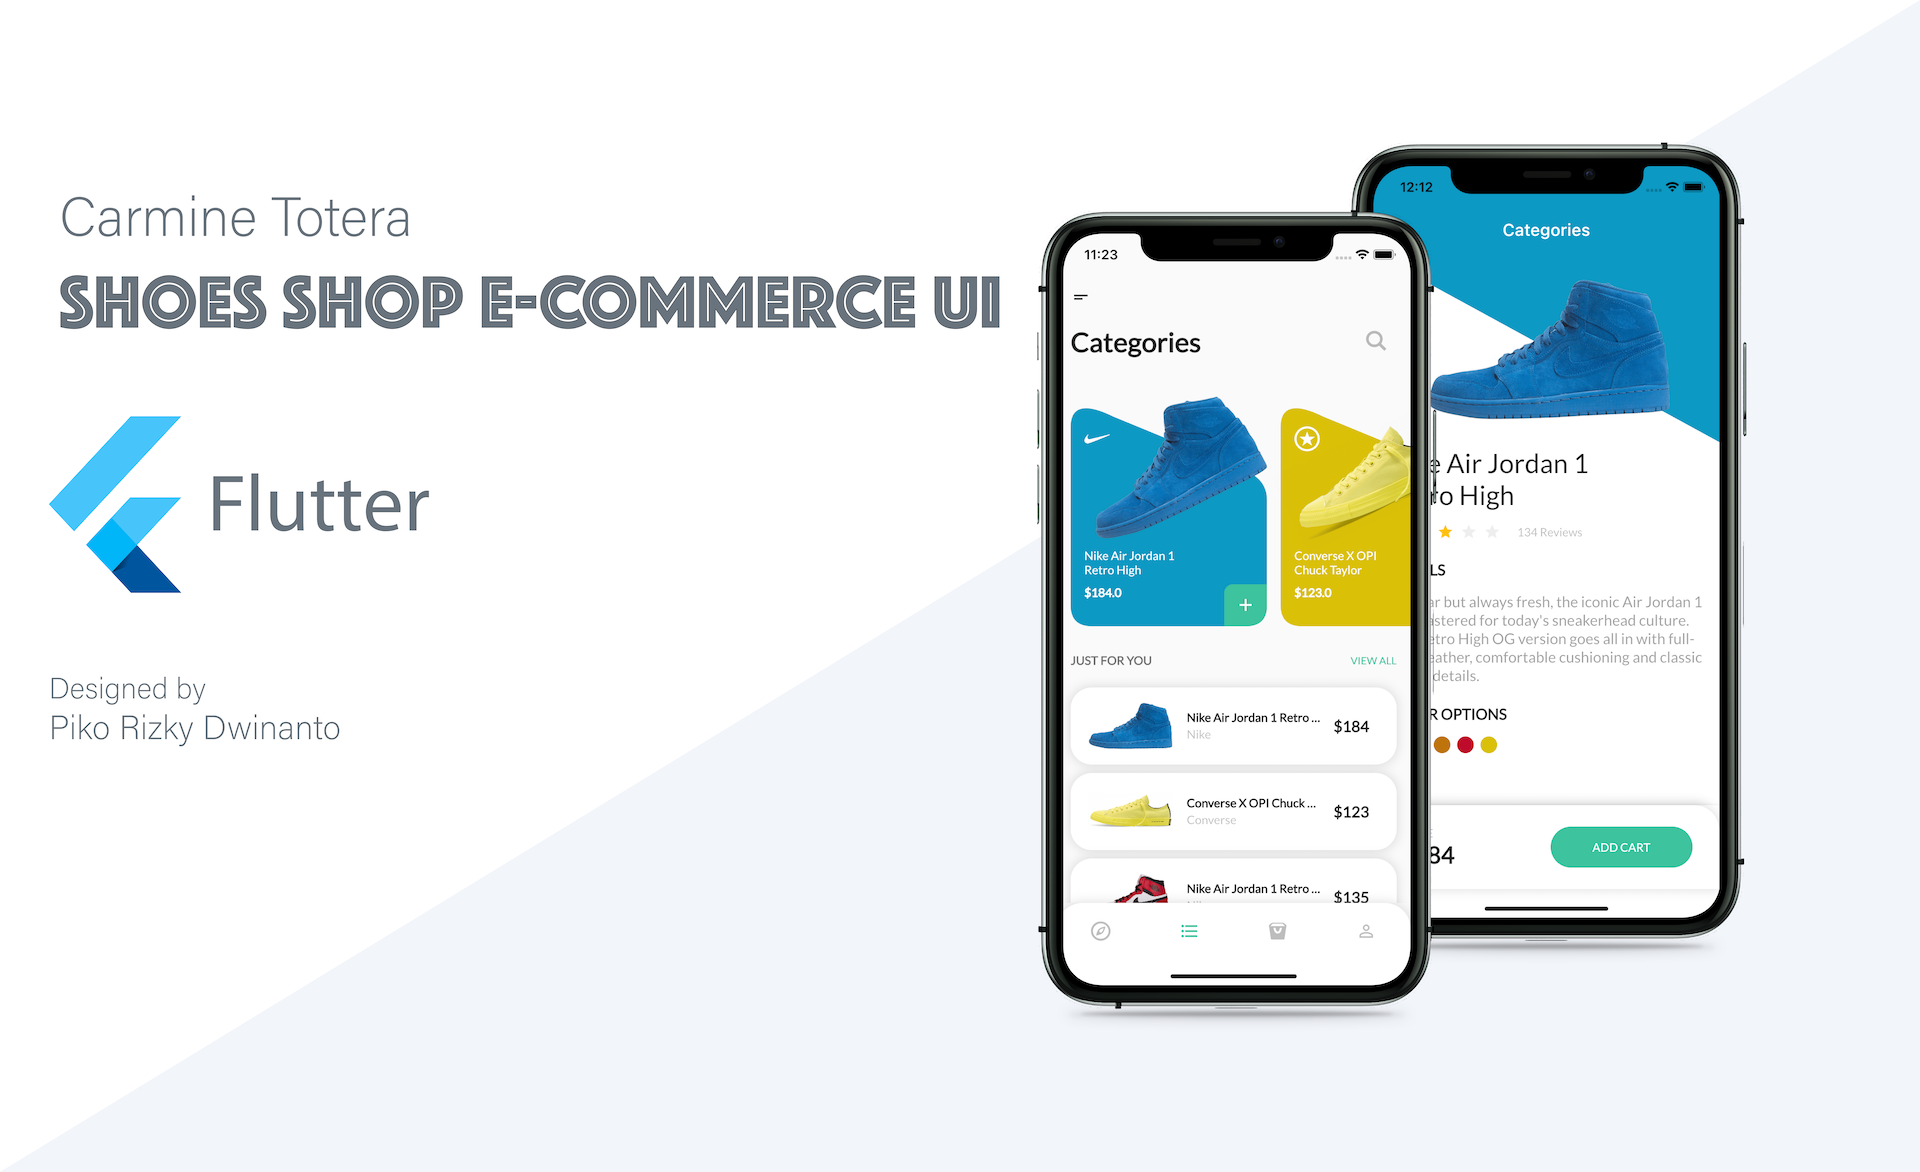 Carmine Totera
SHOES SHOP E-COMMERCE UI
Flutter
Designed by
Piko Rizky Dwinanto
11:23
Categories
Nike Air Jordan 1
Retro High
$184.0
+
Converse X OPI
Chuck Taylor
$123.0
JUST FOR YOU
VIEW ALL
Nike Air Jordan 1 Retro ...
Nike
$184
Converse X OPI Chuck ...
Converse
$123
Nike Air Jordan 1 Retro ...
$135
12:12
Categories
e Air Jordan 1
ro High
134 Reviews
LS
ar but always fresh, the iconic Air Jordan 1
astered for today's sneakerhead culture.
etro High OG version goes all in with full-
eather, comfortable cushioning and classic
details.
R OPTIONS
84
ADD CART